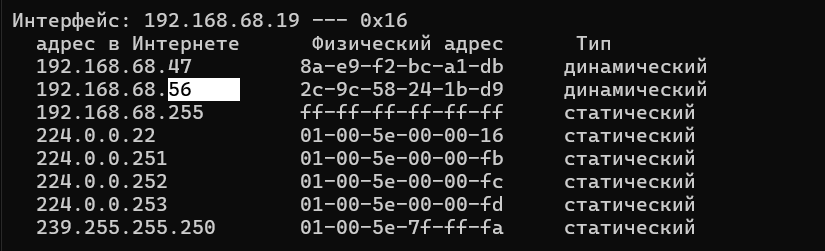 Интерфейс: 192.168.68.19 --- 0x16
адрес в Интернете Физический адрес Тип
192.168.68.47 8a-e9-f2-bc-a1-db динамический
192.168.68.56 2c-9c-58-24-1b-d9 динамический
192.168.68.255 ff-ff-ff-ff-ff-ff статический
224.0.0.22 01-00-5e-00-00-16 статический
224.0.0.251 01-00-5e-00-00-fb статический
224.0.0.252 01-00-5e-00-00-fc статический
224.0.0.253 01-00-5e-00-00-fd статический
239.255.255.250 01-00-5e-7f-ff-fa статический